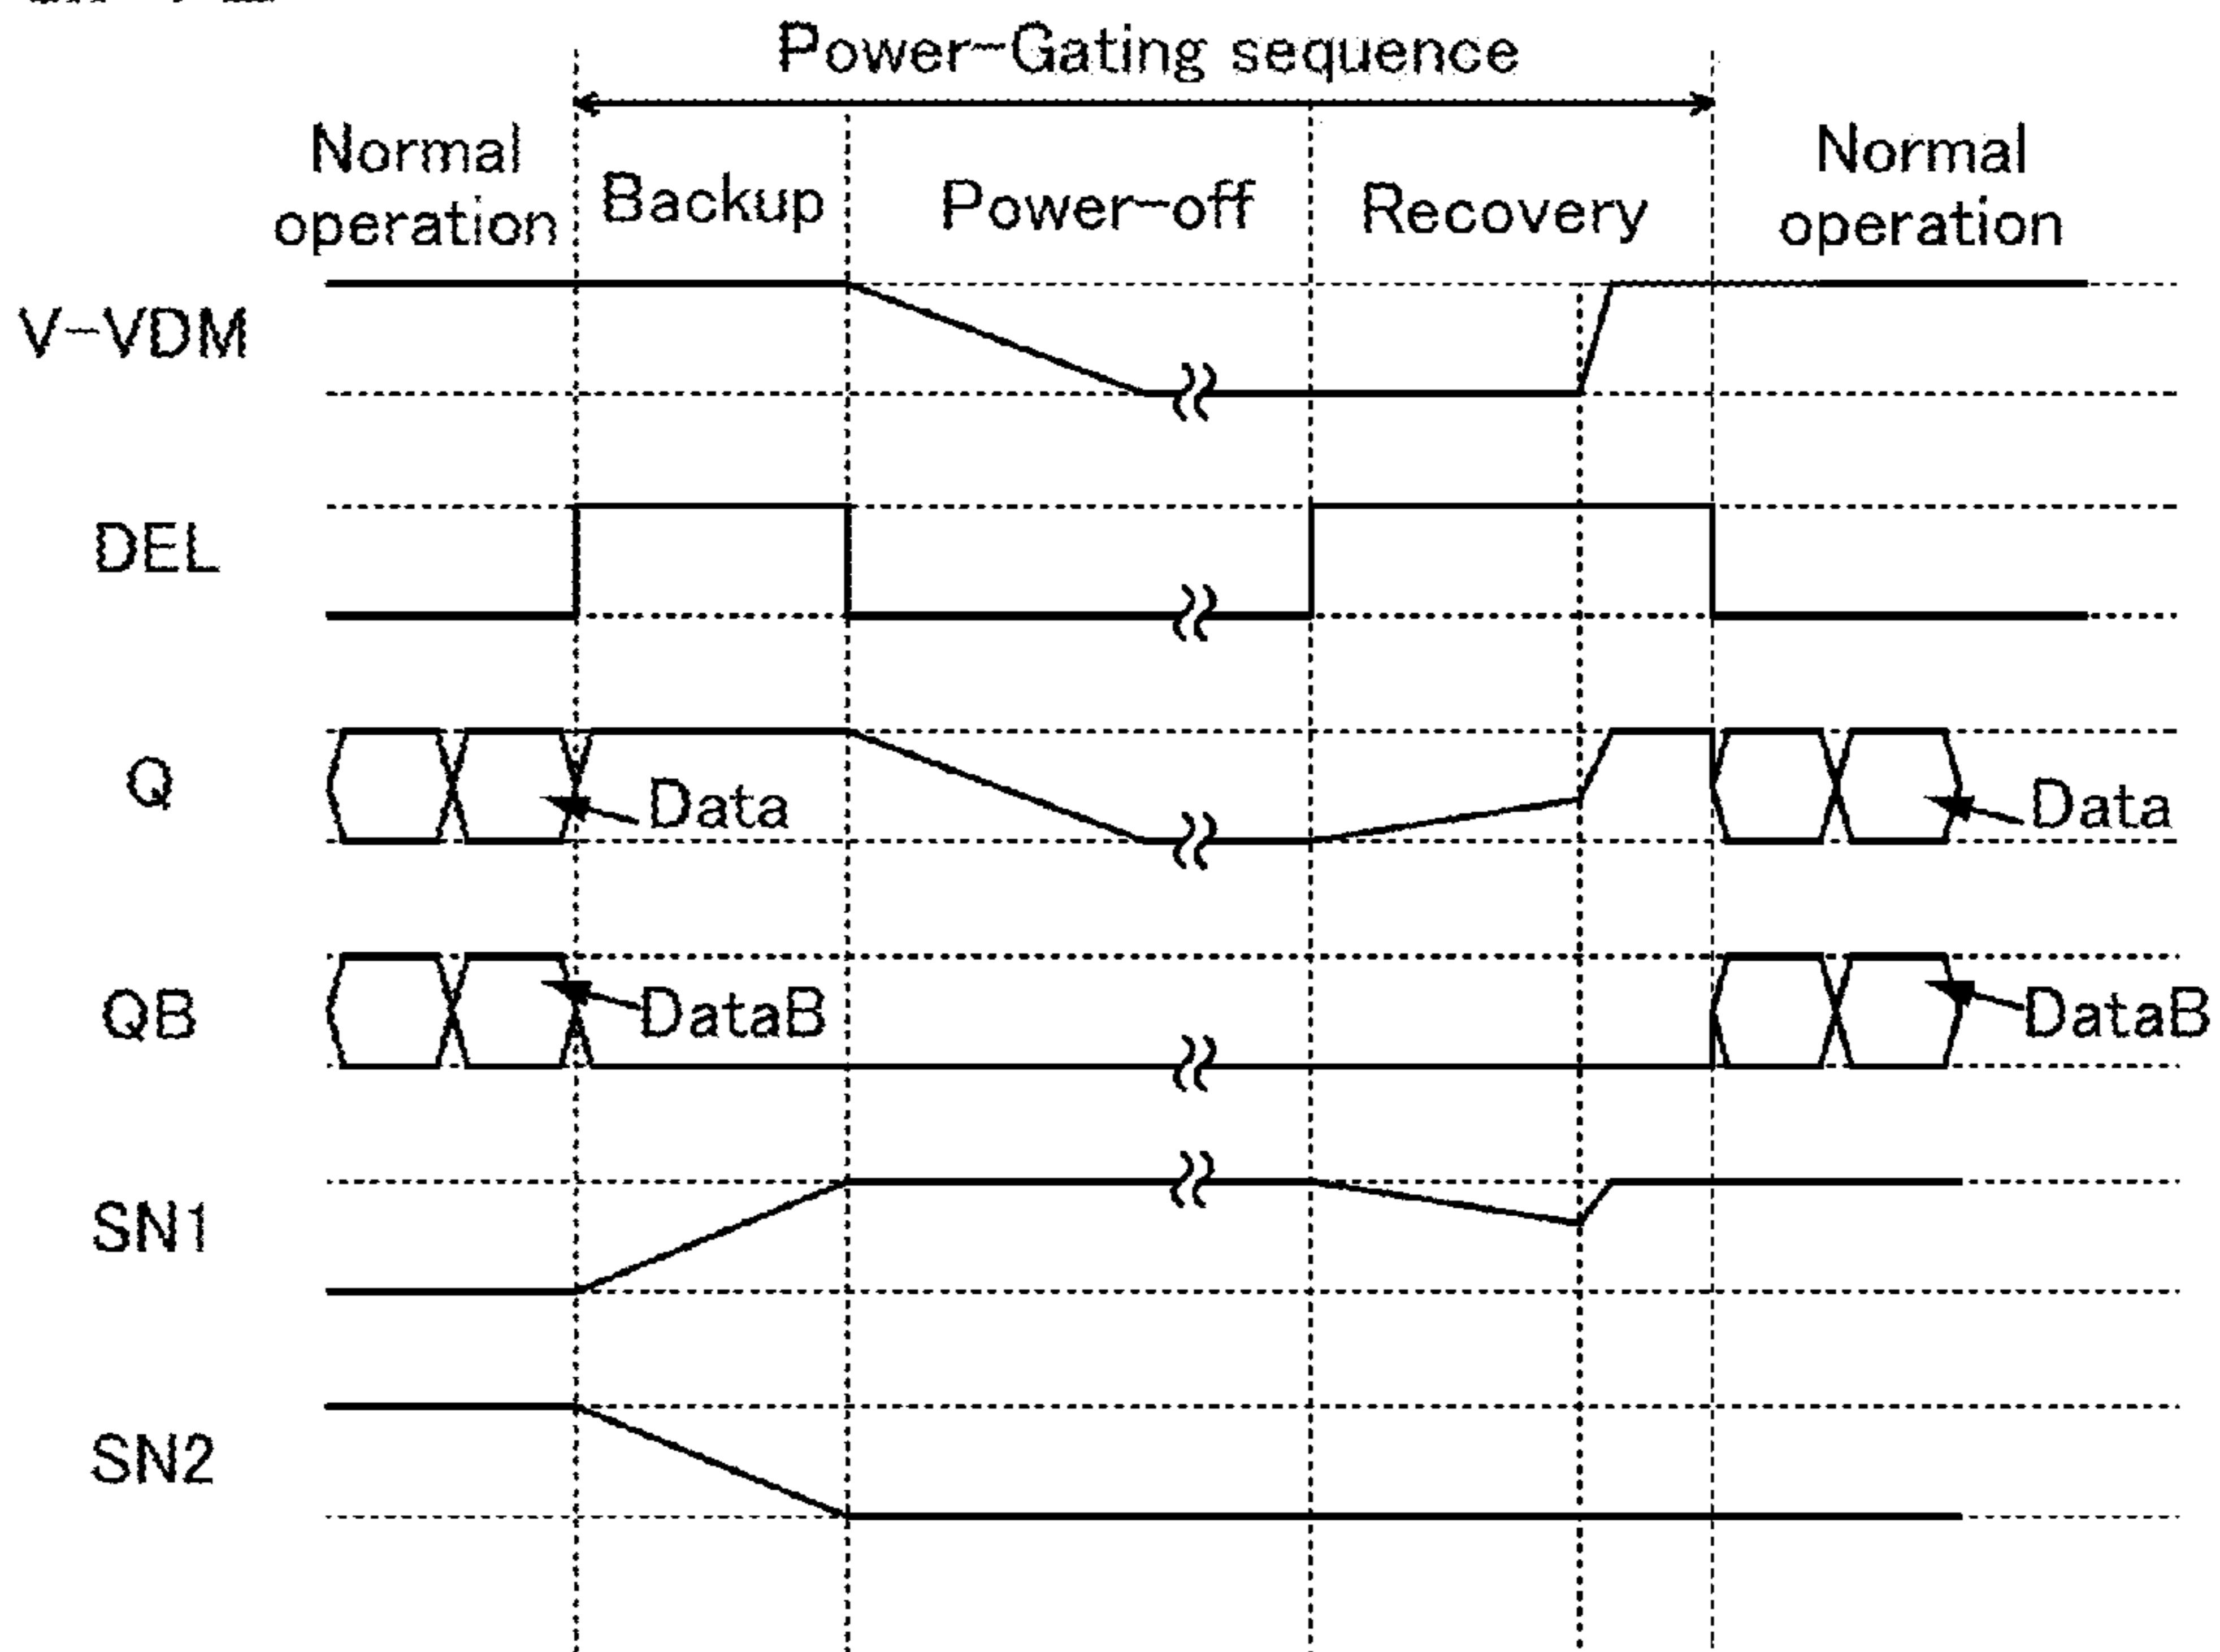 Power-Gating sequence
Normal
operation
Backup
Power-off
Recovery
Normal
operation
V-VDM
DEL
Q
Data
Data
QB
DataB
DataB
SN1
SN2